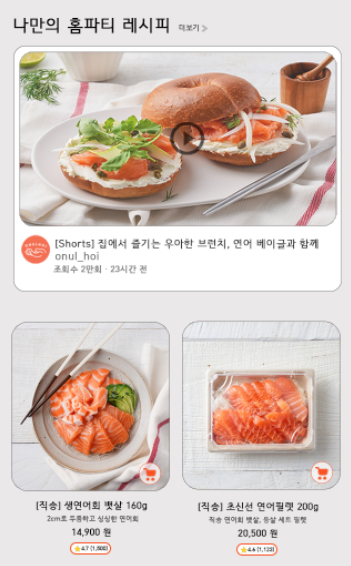 나만의 홈파티 레시피 더보기 >
[Shorts] 집에서 즐기는 우아한 브런치, 연어 베이글과 함께
onul_hoi
조회수 2만회 · 23시간 전
[직송] 생연어회 뱃살 160g
[직송] 초신선 연어필렛 200g
2cm로 두툼하고 싱싱한 연어회
직송 연어회 뱃살, 등살 세트 필렛
14,900 원
20,500 원
4.7 (1,500)
4.6 (1,123)